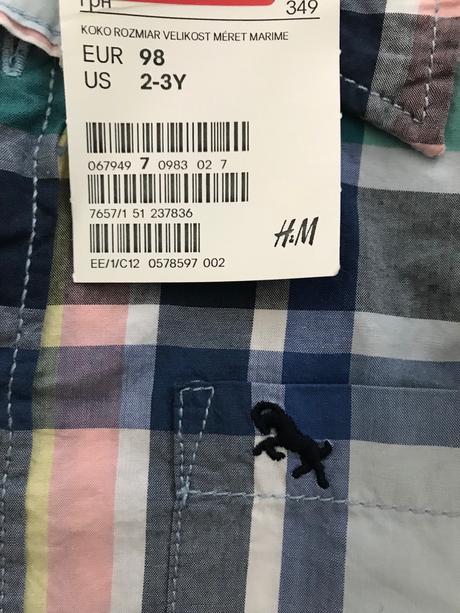 грн 349
KOKO ROZMIAR VELIKOST MÉRET MARIME
EUR 98
US 2-3Y
067949 7 0983 02 7
7657/1 51 237836
H&M
EE/1/C12 0578597 002